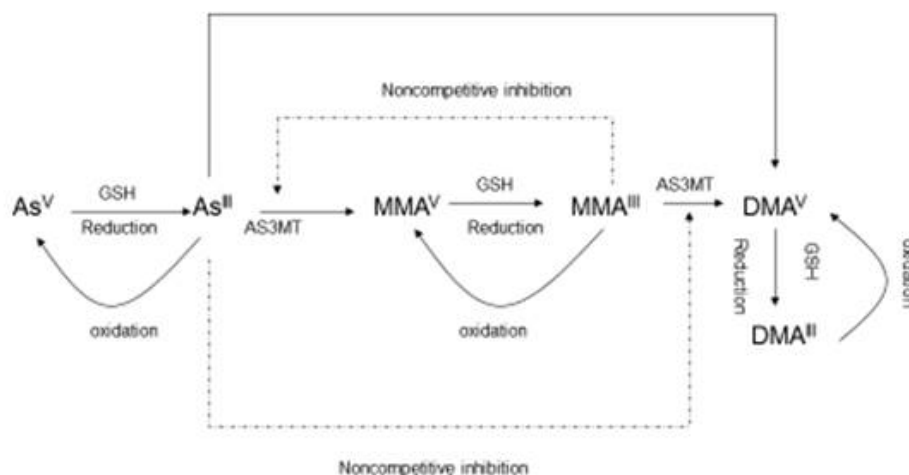 Noncompetitive inhibition
As^V
GSH
Reduction
As^III
AS3MT
MMA^V
GSH
Reduction
MMA^III
AS3MT
DMA^V
Reduction
GSH
oxidation
DMA^III
oxidation
oxidation
Noncompetitive inhibition